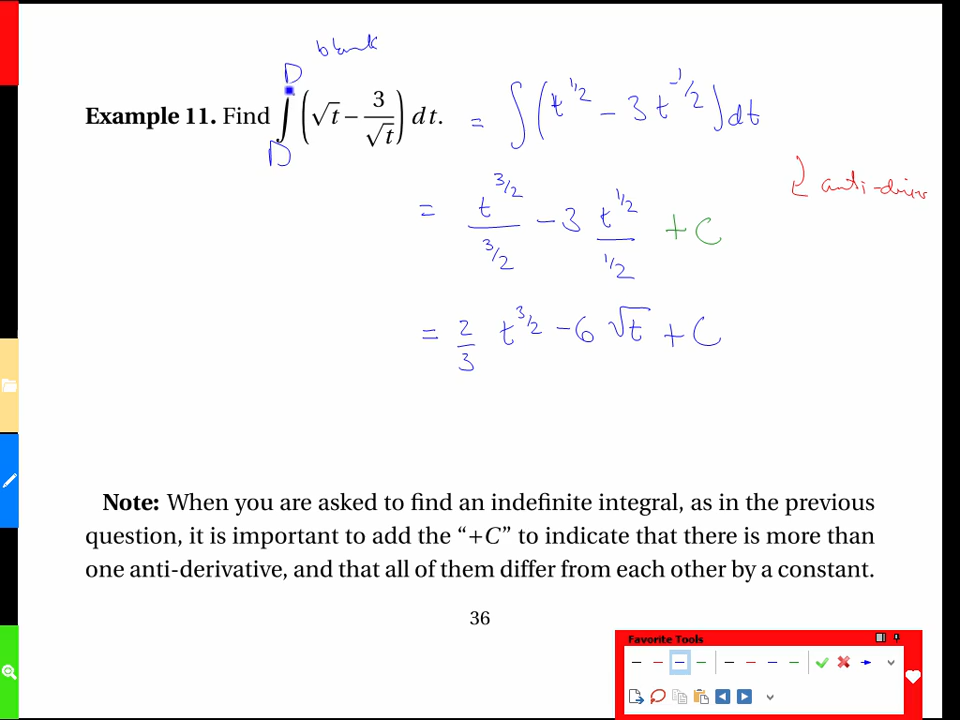 blank
Example 11. Find ∫ (√t − 3/√t) dt. = ∫ (t^1/2 − 3 t^-1/2) dt
= t^3/2 / 3/2 − 3 t^1/2 / 1/2 + C
= 2/3 t^3/2 − 6 √t + C
Note: When you are asked to find an indefinite integral, as in the previous
question, it is important to add the “+C” to indicate that there is more than
one anti-derivative, and that all of them differ from each other by a constant.
36
Favorite Tools